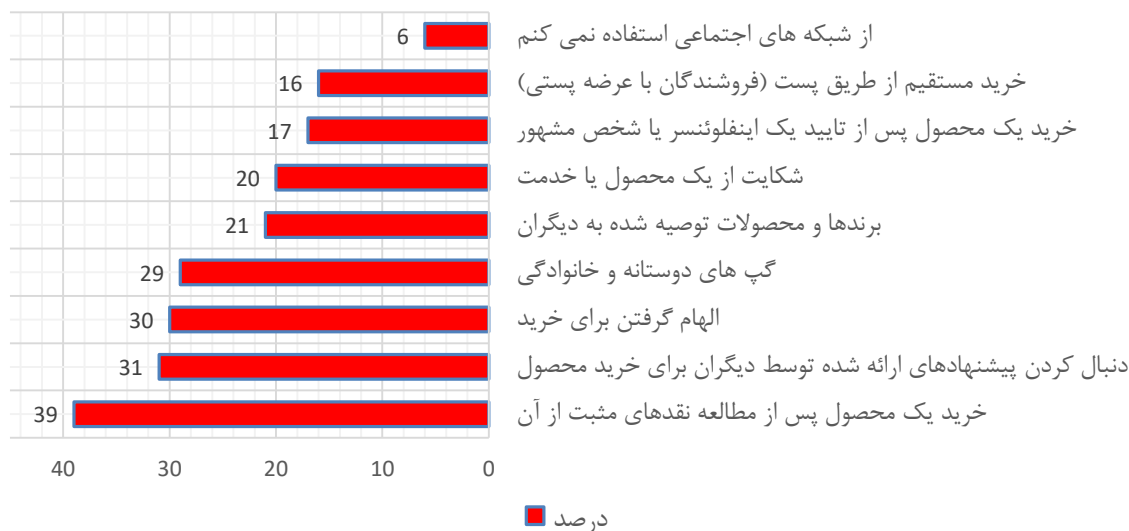 از شبکه های اجتماعی استفاده نمی کنم
6
خرید مستقیم از طریق پست (فروشندگان با عرضه پستی)
16
خرید یک محصول پس از تایید یک اینفلوئنسر یا شخص مشهور
17
شکایت از یک محصول یا خدمت
20
برندها و محصولات توصیه شده به دیگران
21
گپ های دوستانه و خانوادگی
29
الهام گرفتن برای خرید
30
دنبال کردن پیشنهادهای ارائه شده توسط دیگران برای خرید محصول
31
خرید یک محصول پس از مطالعه نقدهای مثبت از آن
39
40 30 20 10 0
درصد